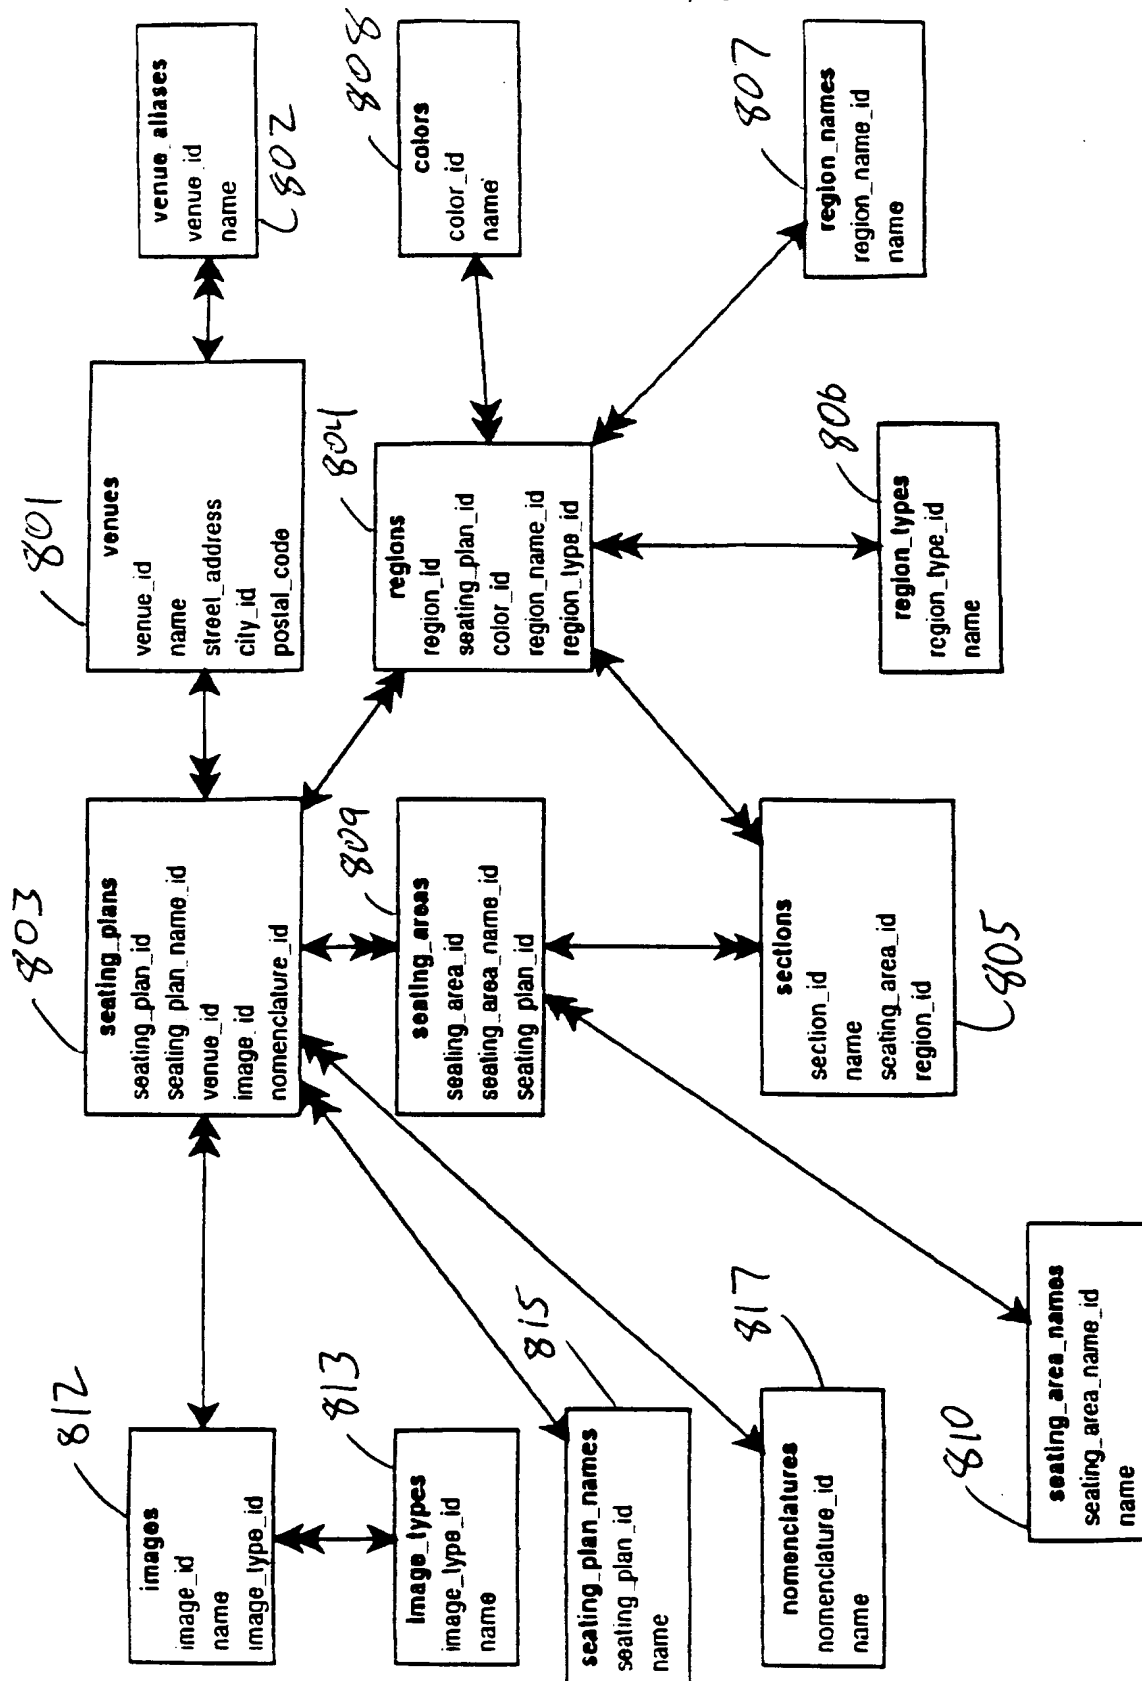 812
images
image_id
name
image_type_id
813
image_types
image_type_id
name
815
seating_plan_names
seating_plan_id
name
817
nomenclatures
nomenclature_id
name
810
seating_area_names
seating_area_name_id
name
803
seating_plans
seating_plan_id
seating_plan_name_id
venue_id
image_id
nomenclature_id
809
seating_areas
seating_area_id
seating_area_name_id
seating_plan_id
sections
section_id
name
seating_area_id
region_id
805
801
venues
venue_id
name
street_address
city_id
postal_code
804
regions
region_id
seating_plan_id
color_id
region_name_id
region_type_id
806
region_types
region_type_id
name
venue_aliases
venue_id
name
802
808
colors
color_id
name
807
region_names
region_name_id
name